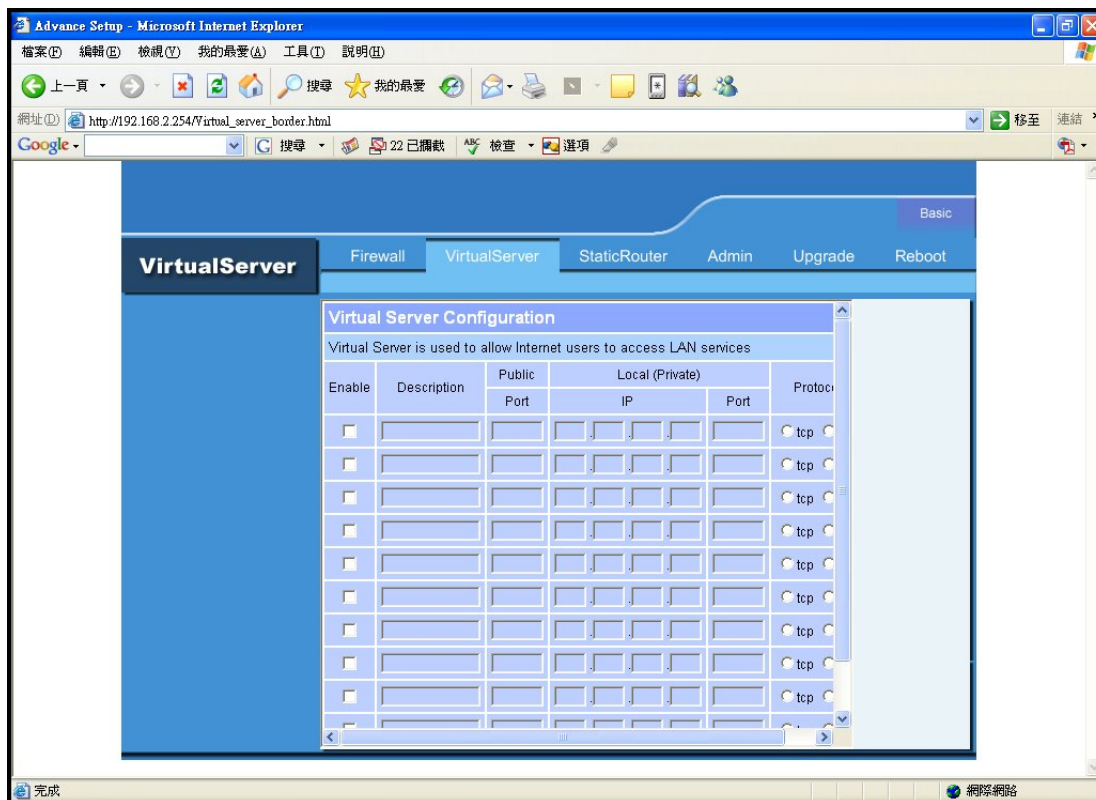 Advance Setup - Microsoft Internet Explorer
檔案(F) 編輯(E) 檢視(V) 我的最愛(A) 工具(T) 說明(H)
上一頁 搜尋 我的最愛
網址(D) http://192.168.2.254/Virtual_server_border.html 移至 連結
Google 搜尋 22 已攔截 ABC 檢查 選項
Basic
VirtualServer Firewall VirtualServer StaticRouter Admin Upgrade Reboot
Virtual Server Configuration
Virtual Server is used to allow Internet users to access LAN services
Enable Description Public Local (Private)
Port IP Port
tcp
tcp
tcp
tcp
tcp
tcp
tcp
tcp
tcp
完成 網際網路